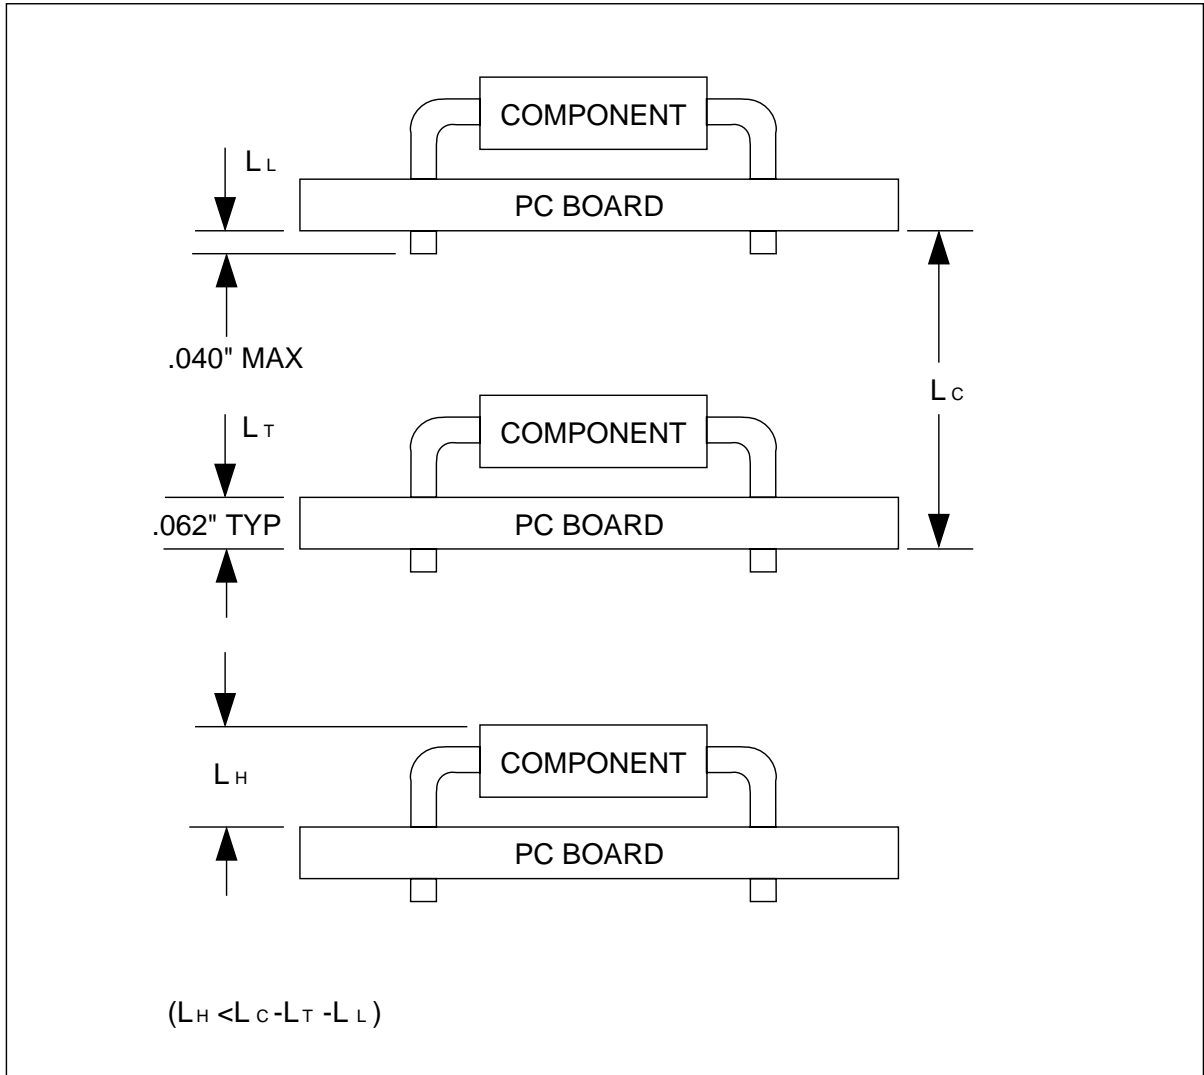 COMPONENT
L L
PC BOARD
.040" MAX
L C
L T
COMPONENT
.062" TYP
PC BOARD
L H
COMPONENT
PC BOARD
(L H <L C -L T -L L )